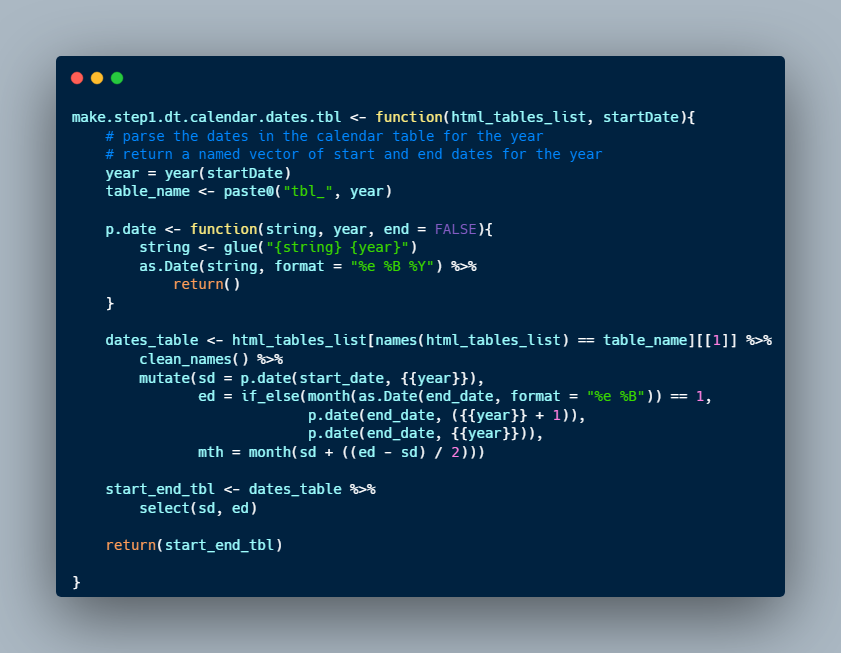 make.step1.dt.calendar.dates.tbl <- function(html_tables_list, startDate){
    # parse the dates in the calendar table for the year
    # return a named vector of start and end dates for the year
    year = year(startDate)
    table_name <- paste0("tbl_", year)

    p.date <- function(string, year, end = FALSE){
        string <- glue("{string} {year}")
        as.Date(string, format = "%e %B %Y") %>%
            return()
    }

    dates_table <- html_tables_list[names(html_tables_list) == table_name][[1]] %>%
        clean_names() %>%
        mutate(sd = p.date(start_date, {{year}}),
               ed = if_else(month(as.Date(end_date, format = "%e %B")) == 1,
                            p.date(end_date, ({{year}} + 1)),
                            p.date(end_date, {{year}})),
               mth = month(sd + ((ed - sd) / 2)))

    start_end_tbl <- dates_table %>%
        select(sd, ed)

    return(start_end_tbl)

}